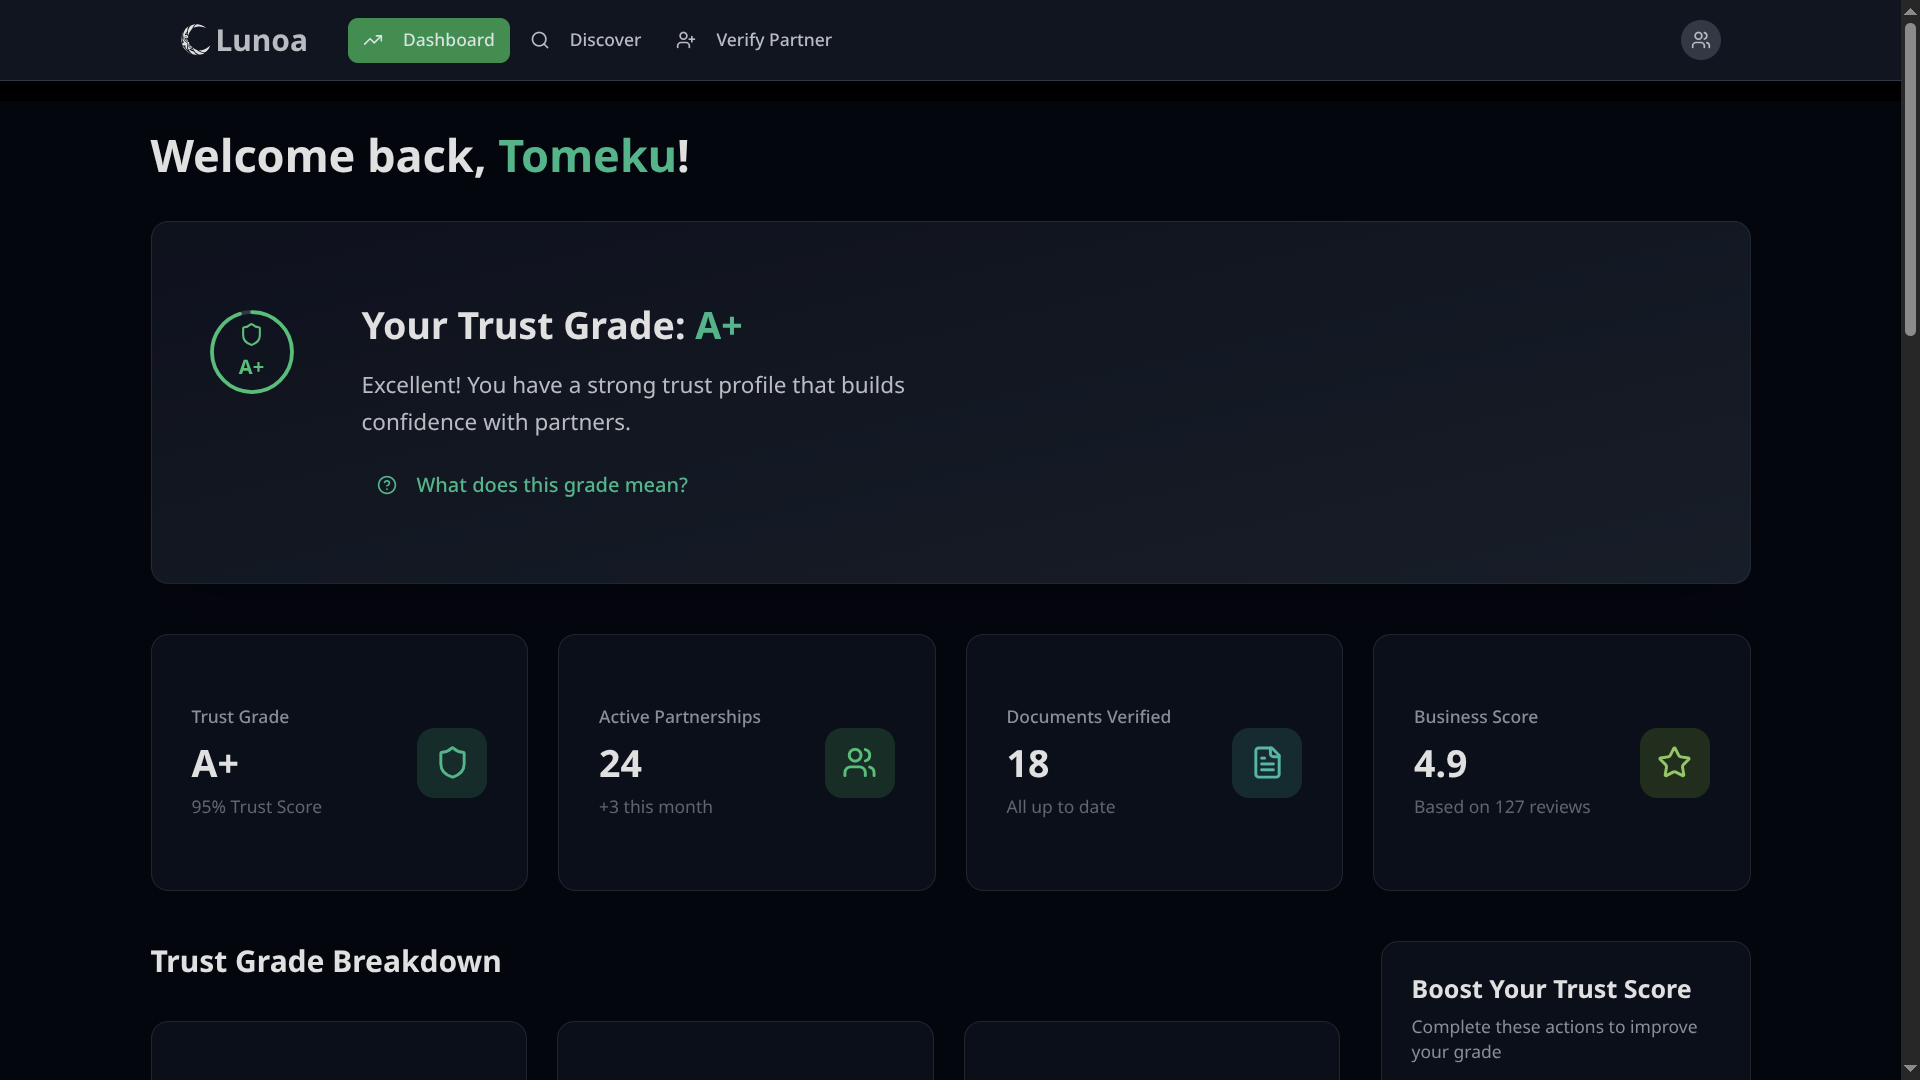 Lunoa
Dashboard
Discover
Verify Partner
Welcome back, Tomeku!
A+
Your Trust Grade: A+
Excellent! You have a strong trust profile that builds
confidence with partners.
What does this grade mean?
Trust Grade
A+
95% Trust Score
Active Partnerships
24
+3 this month
Documents Verified
18
All up to date
Business Score
4.9
Based on 127 reviews
Trust Grade Breakdown
Boost Your Trust Score
Complete these actions to improve
your grade